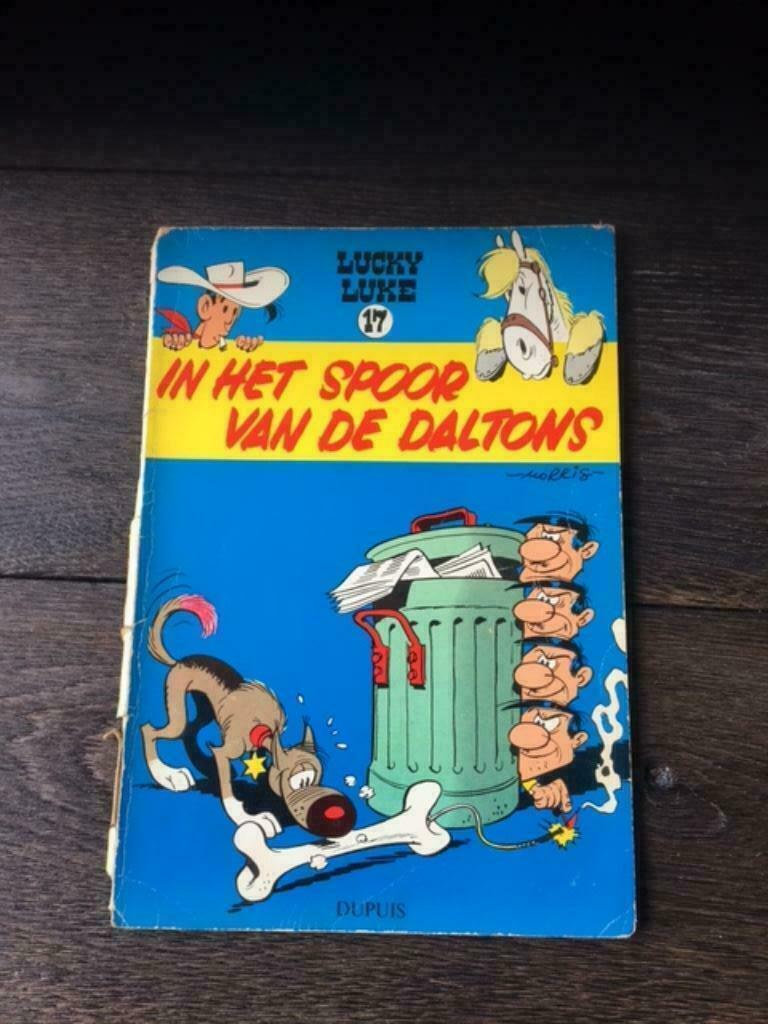 LUCKY
LUKE
17
IN HET SPOOR
VAN DE DALTONS
MORRIS
DUPUIS